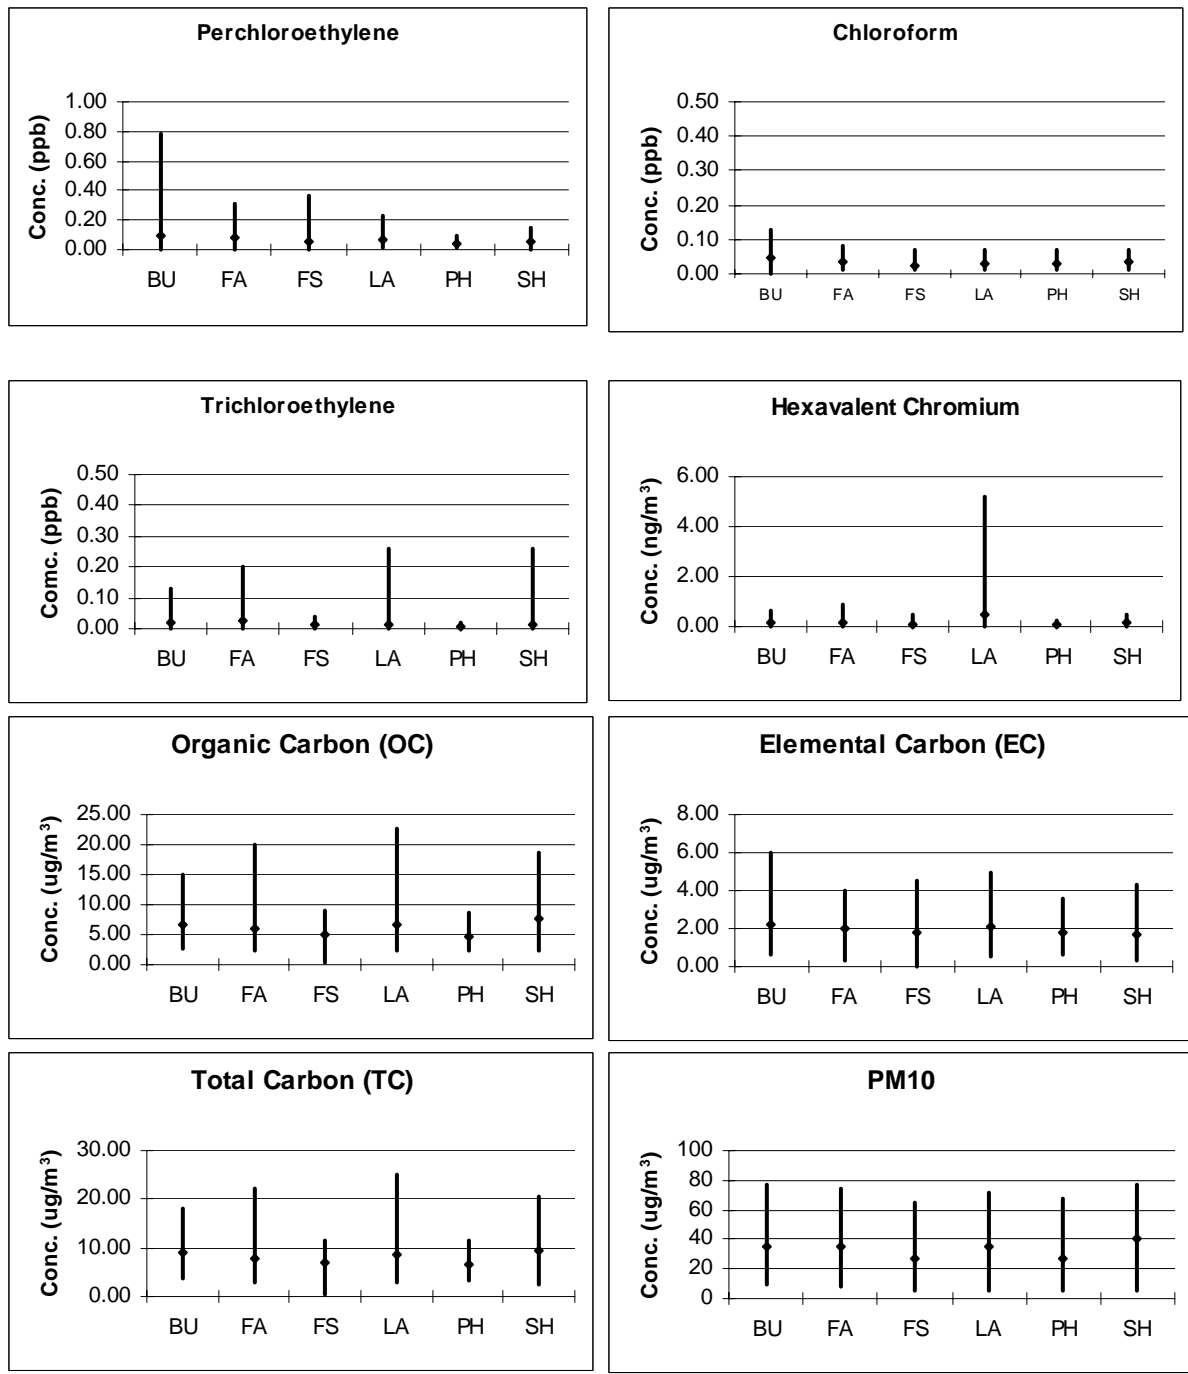 Perchloroethylene
Conc. (ppb)
1.00
0.80
0.60
0.40
0.20
0.00
BU FA FS LA PH SH
Chloroform
Conc. (ppb)
0.50
0.40
0.30
0.20
0.10
0.00
BU FA FS LA PH SH
Trichloroethylene
Comc. (ppb)
0.50
0.40
0.30
0.20
0.10
0.00
BU FA FS LA PH SH
Hexavalent Chromium
Conc. (ng/m³)
6.00
4.00
2.00
0.00
BU FA FS LA PH SH
Organic Carbon (OC)
Conc. (ug/m³)
25.00
20.00
15.00
10.00
5.00
0.00
BU FA FS LA PH SH
Elemental Carbon (EC)
Conc. (ug/m³)
8.00
6.00
4.00
2.00
0.00
BU FA FS LA PH SH
Total Carbon (TC)
Conc. (ug/m³)
30.00
20.00
10.00
0.00
BU FA FS LA PH SH
PM10
Conc. (ug/m³)
100
80
60
40
20
0
BU FA FS LA PH SH